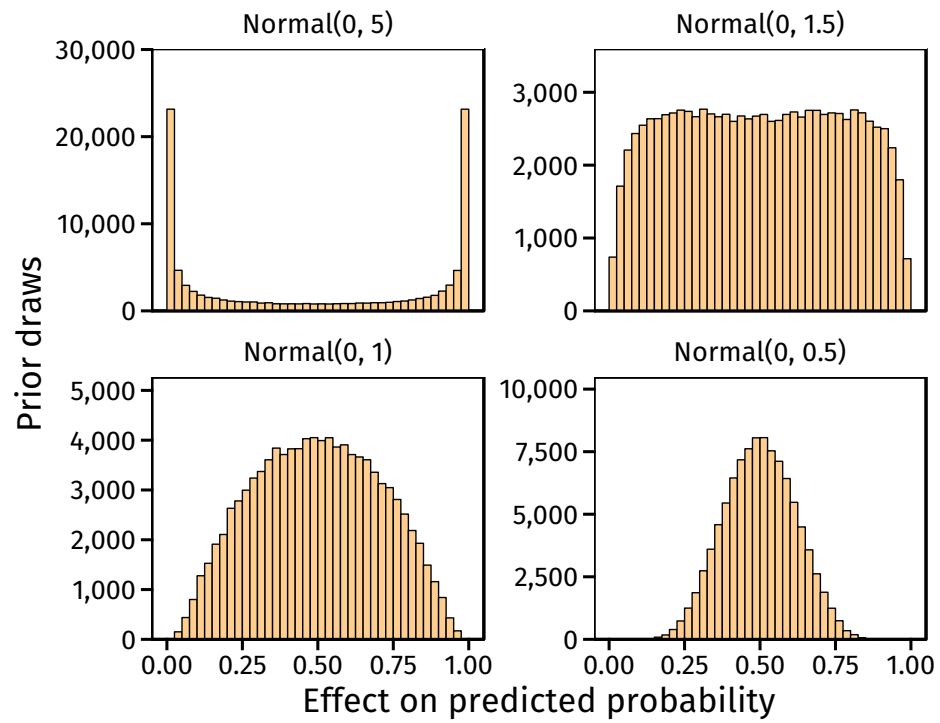 Normal(0, 5)
30,000
20,000
10,000
0
Normal(0, 1.5)
3,000
2,000
1,000
0
Prior draws
Normal(0, 1)
5,000
4,000
3,000
2,000
1,000
0
0.00 0.25 0.50 0.75 1.00
Normal(0, 0.5)
10,000
7,500
5,000
2,500
0
0.00 0.25 0.50 0.75 1.00
Effect on predicted probability